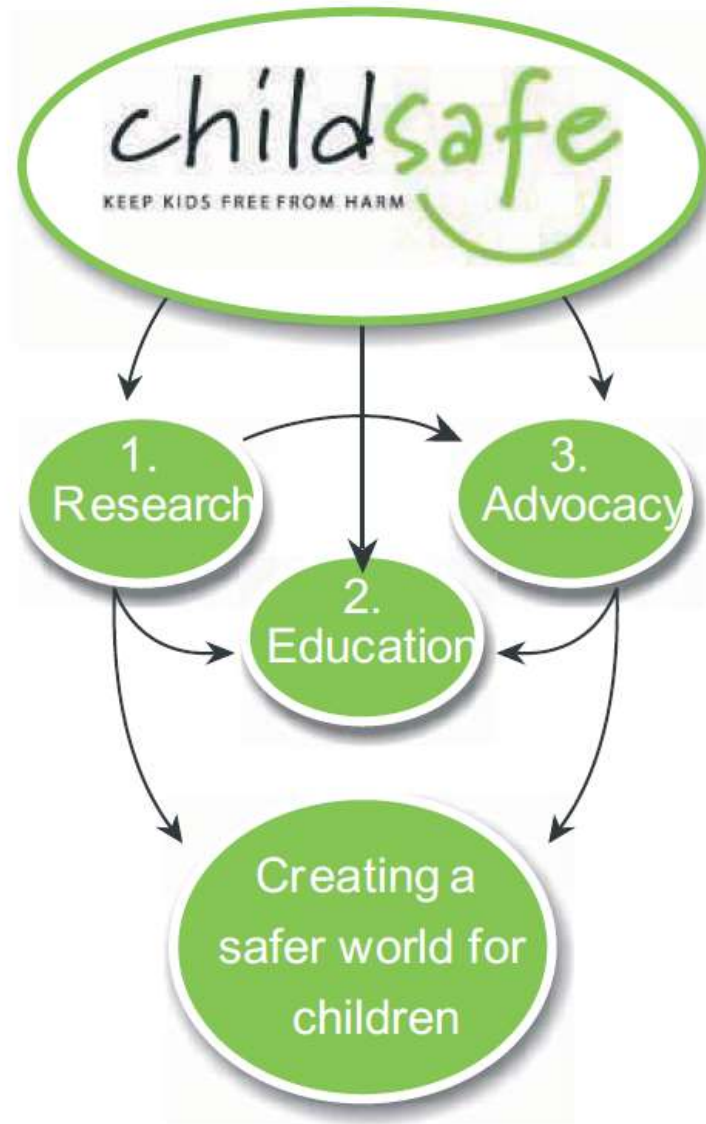 childsafe
KEEP KIDS FREE FROM HARM
1.
Research
3.
Advocacy
2.
Education
Creating a
safer world for
children